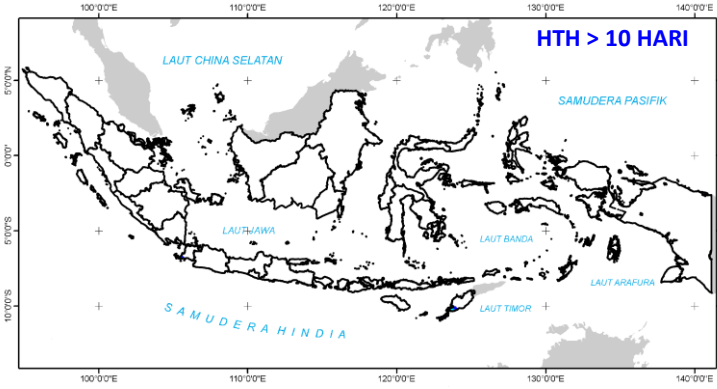 100°0'0"E 110°0'0"E 120°0'0"E 130°0'0"E 140°0'0"E
HTH > 10 HARI
LAUT CHINA SELATAN
5°0'0"N
SAMUDERA PASIFIK
0°0'0"
5°0'0"S
LAUT JAWA
LAUT BANDA
LAUT ARAFURA
10°0'0"S
LAUT TIMOR
SAMUDERA HINDIA
100°0'0"E 110°0'0"E 120°0'0"E 130°0'0"E 140°0'0"E